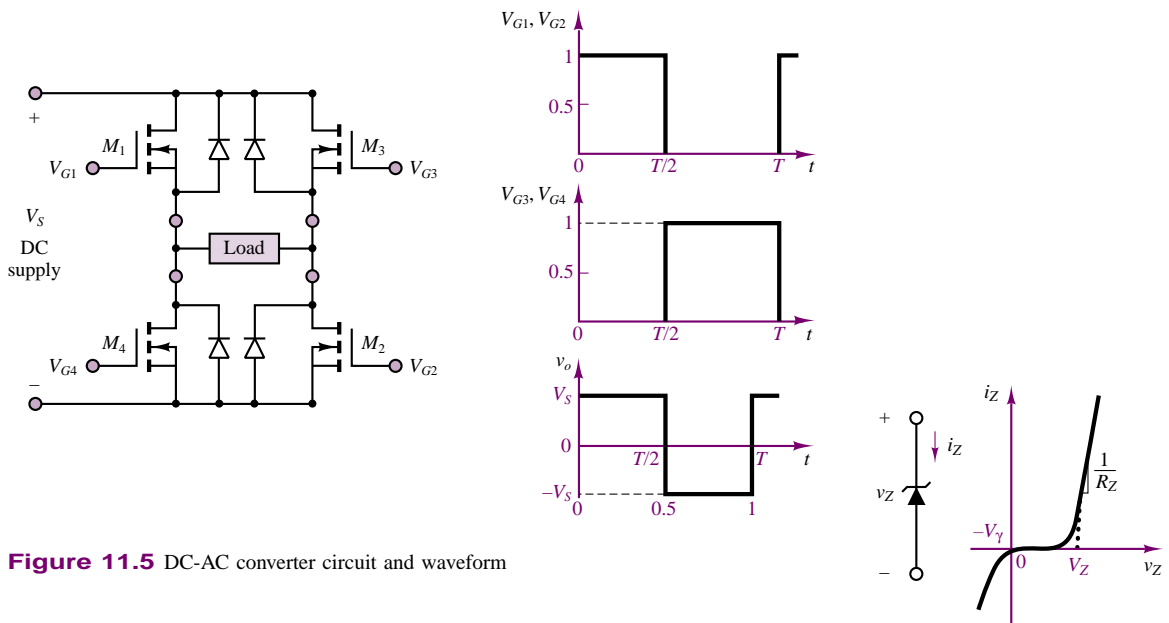 +
M1
VG1
M3
VG3
VS
DC
supply
Load
M4
VG4
M2
VG2
−
VG1, VG2
1
0.5
0
T/2
T
t
VG3, VG4
1
0.5
0
T/2
T
t
vo
VS
0
T/2
T
t
−VS
0
0.5
1
+
iZ
vZ
−
iZ
1
RZ
−Vγ
0
VZ
vZ
Figure 11.5 DC-AC converter circuit and waveform